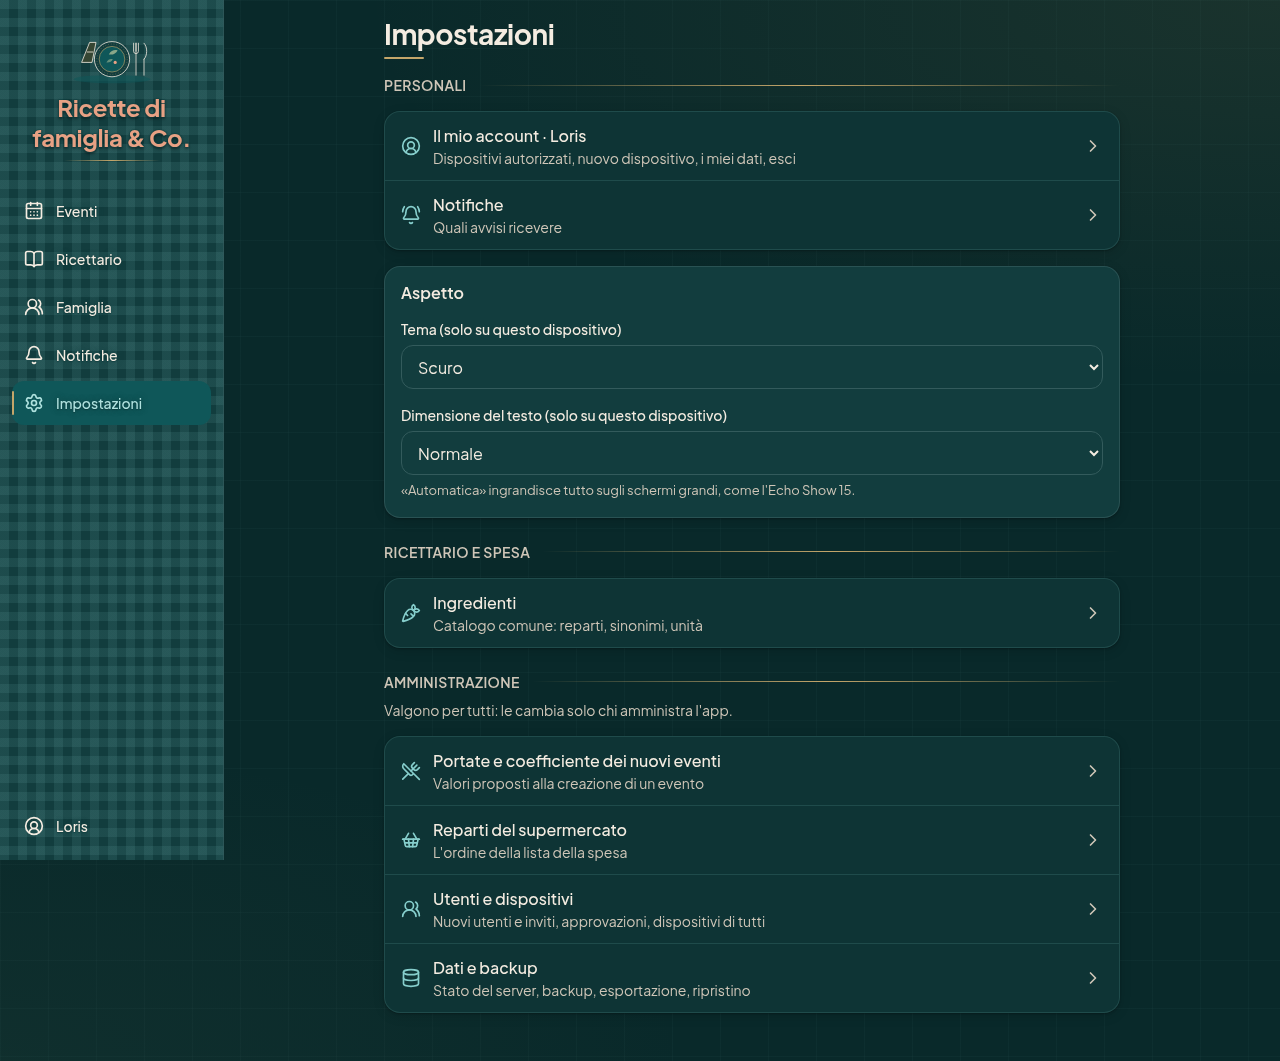 Ricette di
famiglia & Co.
Eventi
Ricettario
Famiglia
Notifiche
Impostazioni
Loris
Impostazioni
PERSONALI
Il mio account · Loris
Dispositivi autorizzati, nuovo dispositivo, i miei dati, esci
Notifiche
Quali avvisi ricevere
Aspetto
Tema (solo su questo dispositivo)
Scuro
Dimensione del testo (solo su questo dispositivo)
Normale
«Automatica» ingrandisce tutto sugli schermi grandi, come l'Echo Show 15.
RICETTARIO E SPESA
Ingredienti
Catalogo comune: reparti, sinonimi, unità
AMMINISTRAZIONE
Valgono per tutti: le cambia solo chi amministra l'app.
Portate e coefficiente dei nuovi eventi
Valori proposti alla creazione di un evento
Reparti del supermercato
L'ordine della lista della spesa
Utenti e dispositivi
Nuovi utenti e inviti, approvazioni, dispositivi di tutti
Dati e backup
Stato del server, backup, esportazione, ripristino